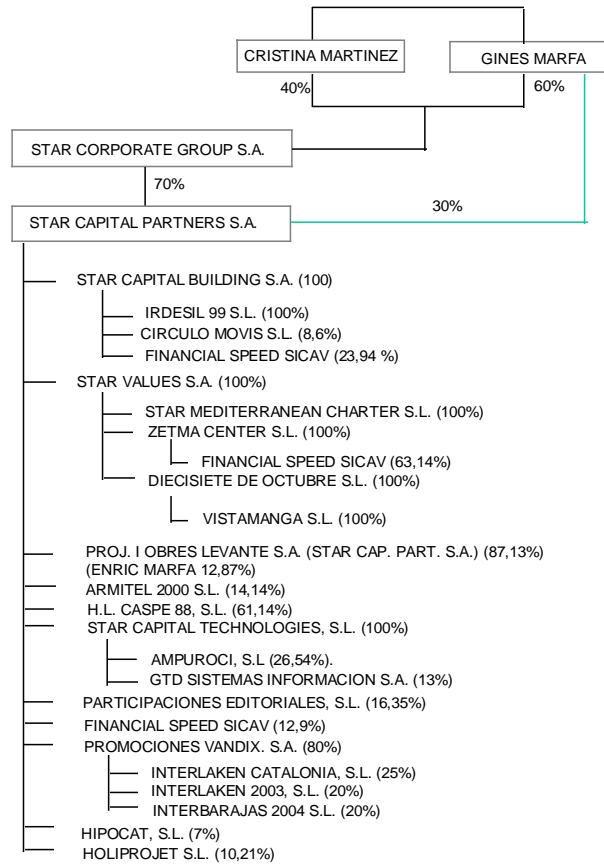 CRISTINA MARTINEZ
GINES MARFA
40%
60%
STAR CORPORATE GROUP S.A.
70%
30%
STAR CAPITAL PARTNERS S.A.
STAR CAPITAL BUILDING S.A. (100)
IRDESIL 99 S.L. (100%)
CIRCULO MOVIS S.L. (8,6%)
FINANCIAL SPEED SICAV (23,94 %)
STAR VALUES S.A. (100%)
STAR MEDITERRANEAN CHARTER S.L. (100%)
ZETMA CENTER S.L. (100%)
FINANCIAL SPEED SICAV (63,14%)
DIECISIETE DE OCTUBRE S.L. (100%)
VISTAMANGA S.L. (100%)
PROJ. I OBRES LEVANTE S.A. (STAR CAP. PART. S.A.) (87,13%)
(ENRIC MARFA 12,87%)
ARMITEL 2000 S.L. (14,14%)
H.L. CASPE 88, S.L. (61,14%)
STAR CAPITAL TECHNOLOGIES, S.L. (100%)
AMPUROCI, S.L (26,54%).
GTD SISTEMAS INFORMACION S.A. (13%)
PARTICIPACIONES EDITORIALES, S.L. (16,35%)
FINANCIAL SPEED SICAV (12,9%)
PROMOCIONES VANDIX. S.A. (80%)
INTERLAKEN CATALONIA, S.L. (25%)
INTERLAKEN 2003, S.L. (20%)
INTERBARAJAS 2004 S.L. (20%)
HIPOCAT, S.L. (7%)
HOLIPROJET S.L. (10,21%)